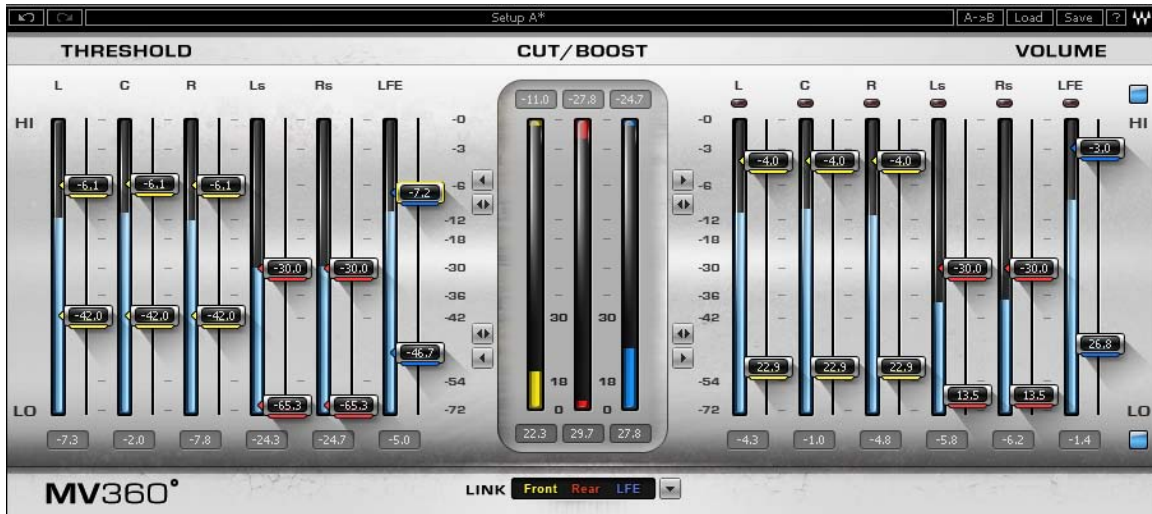 Setup A* A->B Load Save ?
THRESHOLD CUT/BOOST VOLUME
L C R Ls Rs LFE L C R Ls Rs LFE
-11.0 -27.8 -24.7
HI -0 -0 HI
-3 -3
-3.0
-4.0 -4.0 -4.0
-6.1 -6.1 -6.1 -6 -6
-7.2
-12 -12
-18 -18
-30.0 -30.0 -30 -30 -30.0 -30.0
-36 -36
-42.0 -42.0 -42.0 -42 30 30 -42
26.8
-46.7
22.9 22.9 22.9
-54 18 18 -54
13.5 13.5
-65.3 -65.3
LO -72 0 0 -72 LO
22.3 29.7 27.8
-7.3 -2.0 -7.8 -24.3 -24.7 -5.0 -4.3 -1.0 -4.8 -5.8 -6.2 -1.4
MV360° LINK Front Rear LFE